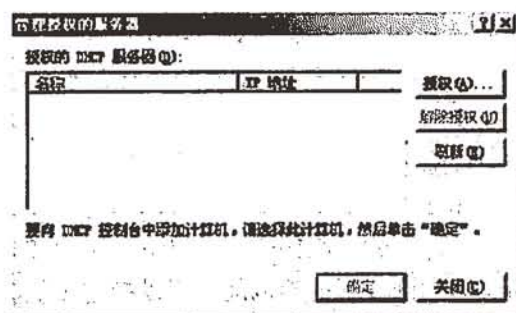 管理授权的服务器
授权的 DHCP 服务器(D):
名称 IP 地址
授权(A)...
解除授权(U)
刷新(R)
要向 DHCP 控制台中添加计算机，请选择此计算机，然后单击“确定”。
确定 关闭(C)